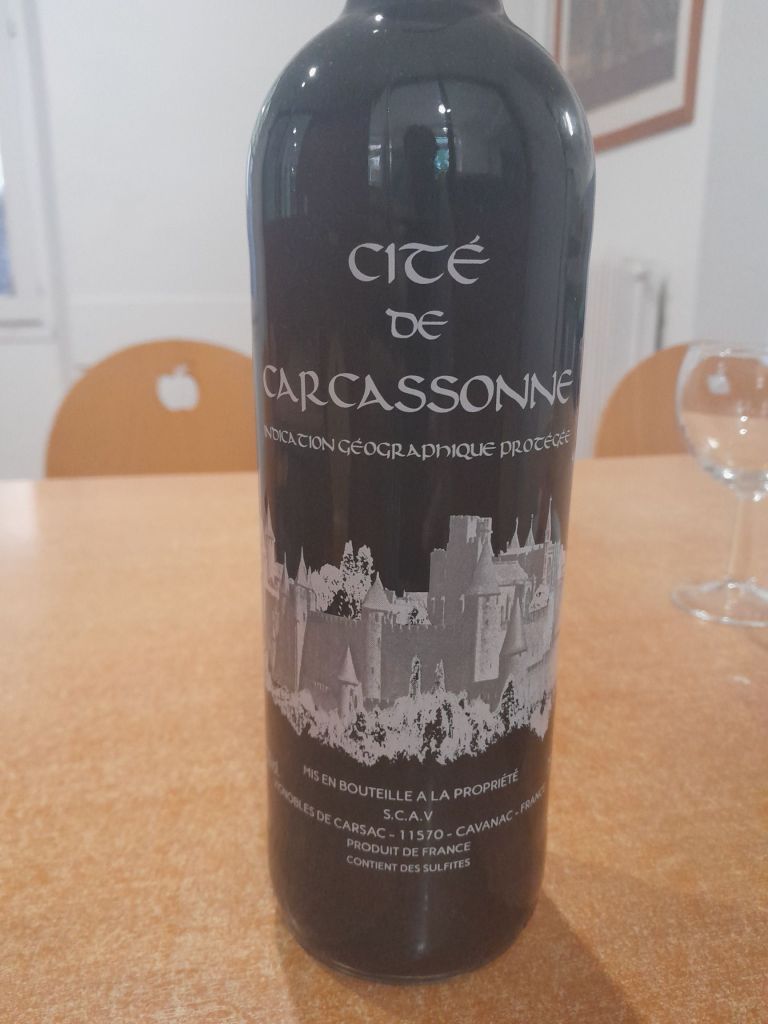 CITÉ
DE
CARCASSONNE
INDICATION GÉOGRAPHIQUE PROTÉGÉE
MIS EN BOUTEILLE A LA PROPRIÉTÉ
S.C.A.V
VIGNOBLES DE CARSAC - 11570 - CAVANAC - FRANCE
PRODUIT DE FRANCE
CONTIENT DES SULFITES